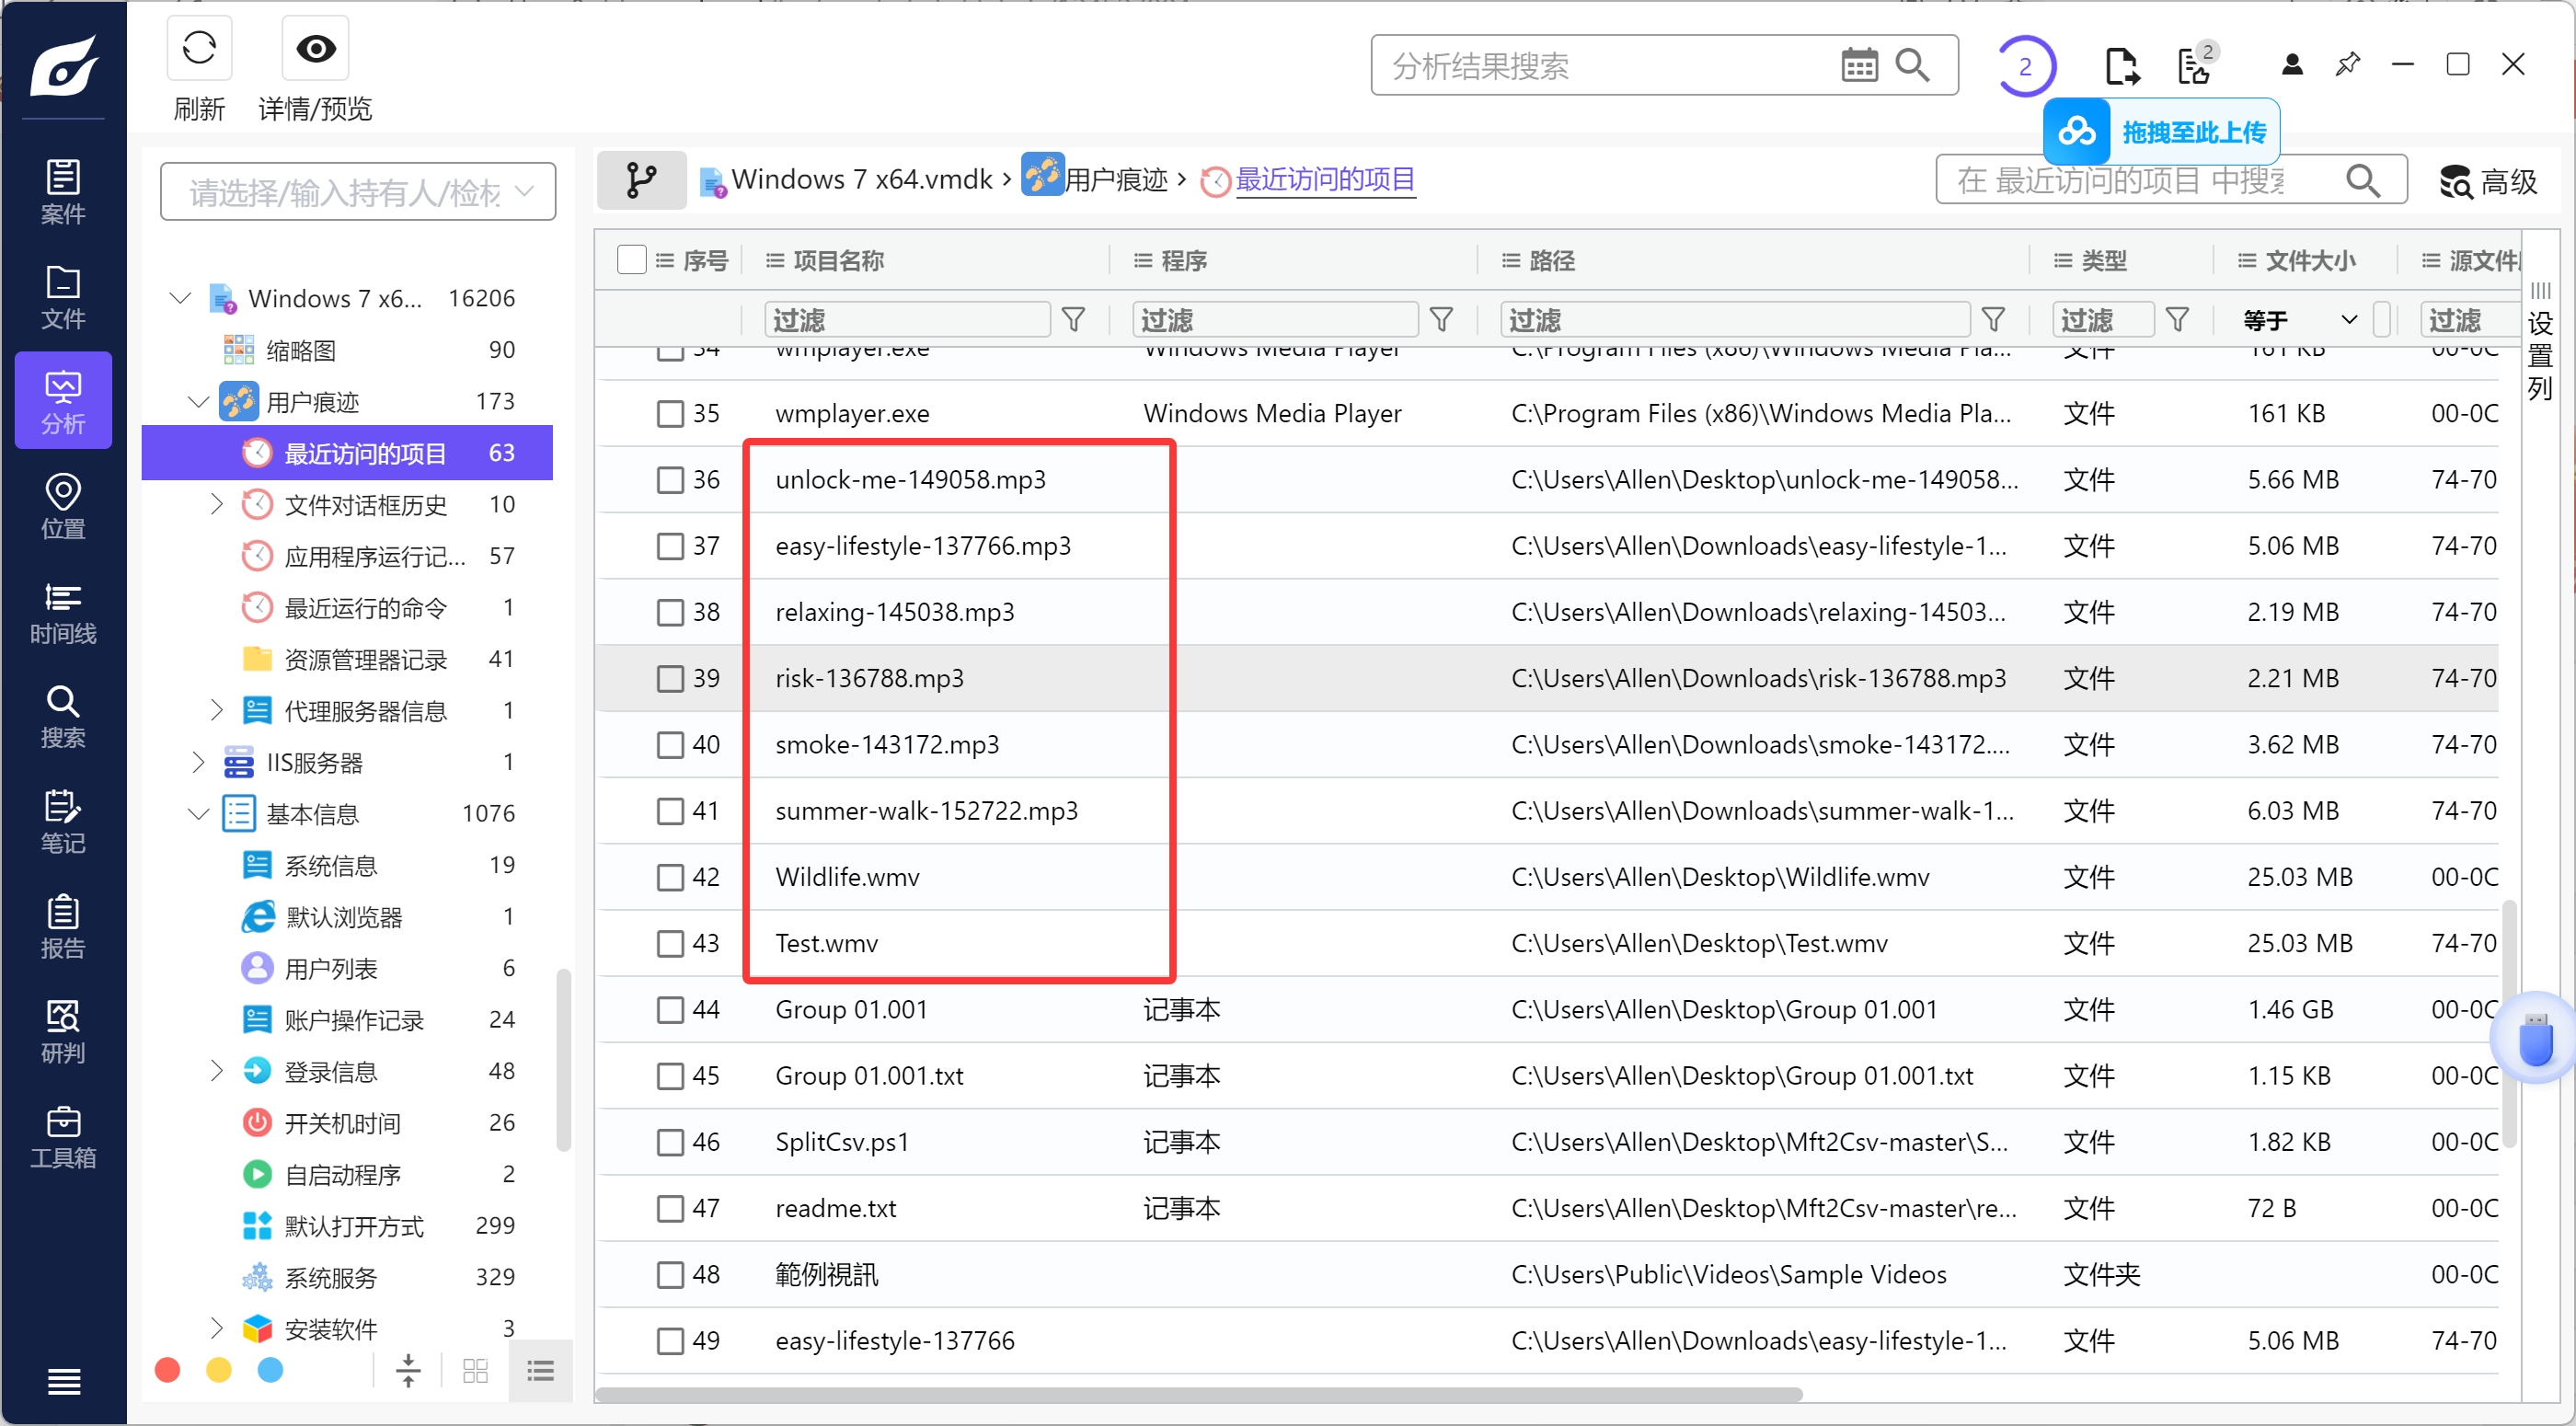 刷新
详情/预览
分析结果搜索
2
2
拖拽至此上传
案件
文件
分析
位置
时间线
搜索
笔记
报告
研判
工具箱
请选择/输入持有人/检材
Windows 7 x6... 16206
缩略图 90
用户痕迹 173
最近访问的项目 63
文件对话框历史 10
应用程序运行记... 57
最近运行的命令 1
资源管理器记录 41
代理服务器信息 1
IIS服务器 1
基本信息 1076
系统信息 19
默认浏览器 1
用户列表 6
账户操作记录 24
登录信息 48
开关机时间 26
自启动程序 2
默认打开方式 299
系统服务 329
安装软件 3
Windows 7 x64.vmdk › 用户痕迹 › 最近访问的项目
在 最近访问的项目 中搜索
高级
序号 项目名称 程序 路径 类型 文件大小 源文件
过滤 过滤 过滤 过滤 等于 过滤
设置列
34 wmplayer.exe Windows Media Player C:\Program Files (x86)\Windows Media Pla... 文件 161 KB 00-0C
35 wmplayer.exe Windows Media Player C:\Program Files (x86)\Windows Media Pla... 文件 161 KB 00-0C
36 unlock-me-149058.mp3 C:\Users\Allen\Desktop\unlock-me-149058... 文件 5.66 MB 74-70
37 easy-lifestyle-137766.mp3 C:\Users\Allen\Downloads\easy-lifestyle-1... 文件 5.06 MB 74-70
38 relaxing-145038.mp3 C:\Users\Allen\Downloads\relaxing-14503... 文件 2.19 MB 74-70
39 risk-136788.mp3 C:\Users\Allen\Downloads\risk-136788.mp3 文件 2.21 MB 74-70
40 smoke-143172.mp3 C:\Users\Allen\Downloads\smoke-143172.... 文件 3.62 MB 74-70
41 summer-walk-152722.mp3 C:\Users\Allen\Downloads\summer-walk-1... 文件 6.03 MB 74-70
42 Wildlife.wmv C:\Users\Allen\Desktop\Wildlife.wmv 文件 25.03 MB 00-0C
43 Test.wmv C:\Users\Allen\Desktop\Test.wmv 文件 25.03 MB 74-70
44 Group 01.001 记事本 C:\Users\Allen\Desktop\Group 01.001 文件 1.46 GB 00-0C
45 Group 01.001.txt 记事本 C:\Users\Allen\Desktop\Group 01.001.txt 文件 1.15 KB 00-0C
46 SplitCsv.ps1 记事本 C:\Users\Allen\Desktop\Mft2Csv-master\S... 文件 1.82 KB 00-0C
47 readme.txt 记事本 C:\Users\Allen\Desktop\Mft2Csv-master\re... 文件 72 B 00-0C
48 範例視訊 C:\Users\Public\Videos\Sample Videos 文件夹 00-0C
49 easy-lifestyle-137766 C:\Users\Allen\Downloads\easy-lifestyle-1... 文件 5.06 MB 74-70